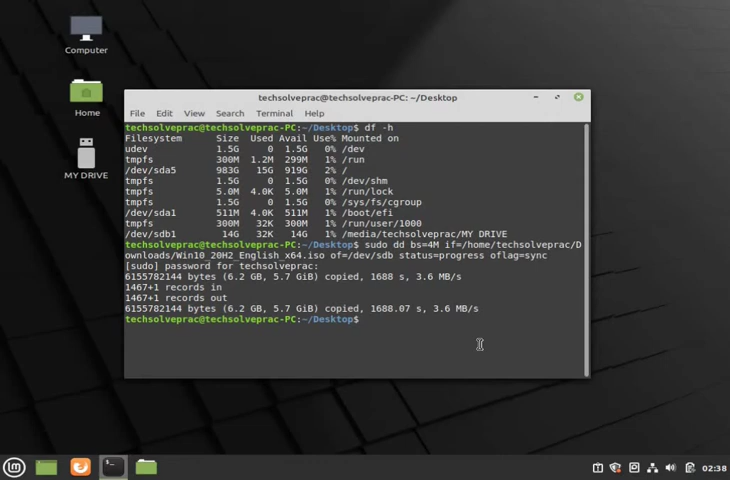 Computer
Home
MY DRIVE
techsolveprac@techsolveprac-PC: ~/Desktop
File Edit View Search Terminal Help
techsolveprac@techsolveprac-PC:~/Desktop$ df -h
Filesystem Size Used Avail Use% Mounted on
udev 1.5G 0 1.5G 0% /dev
tmpfs 300M 1.2M 299M 1% /run
/dev/sda5 983G 15G 919G 2% /
tmpfs 1.5G 0 1.5G 0% /dev/shm
tmpfs 5.0M 4.0K 5.0M 1% /run/lock
tmpfs 1.5G 0 1.5G 0% /sys/fs/cgroup
/dev/sda1 511M 4.0K 511M 1% /boot/efi
tmpfs 300M 32K 300M 1% /run/user/1000
/dev/sdb1 14G 32K 14G 1% /media/techsolveprac/MY DRIVE
techsolveprac@techsolveprac-PC:~/Desktop$ sudo dd bs=4M if=/home/techsolveprac/D
ownloads/Win10_20H2_English_x64.iso of=/dev/sdb status=progress oflag=sync
[sudo] password for techsolveprac:
6155782144 bytes (6.2 GB, 5.7 GiB) copied, 1688 s, 3.6 MB/s
1467+1 records in
1467+1 records out
6155782144 bytes (6.2 GB, 5.7 GiB) copied, 1688.07 s, 3.6 MB/s
techsolveprac@techsolveprac-PC:~/Desktop$
02:38